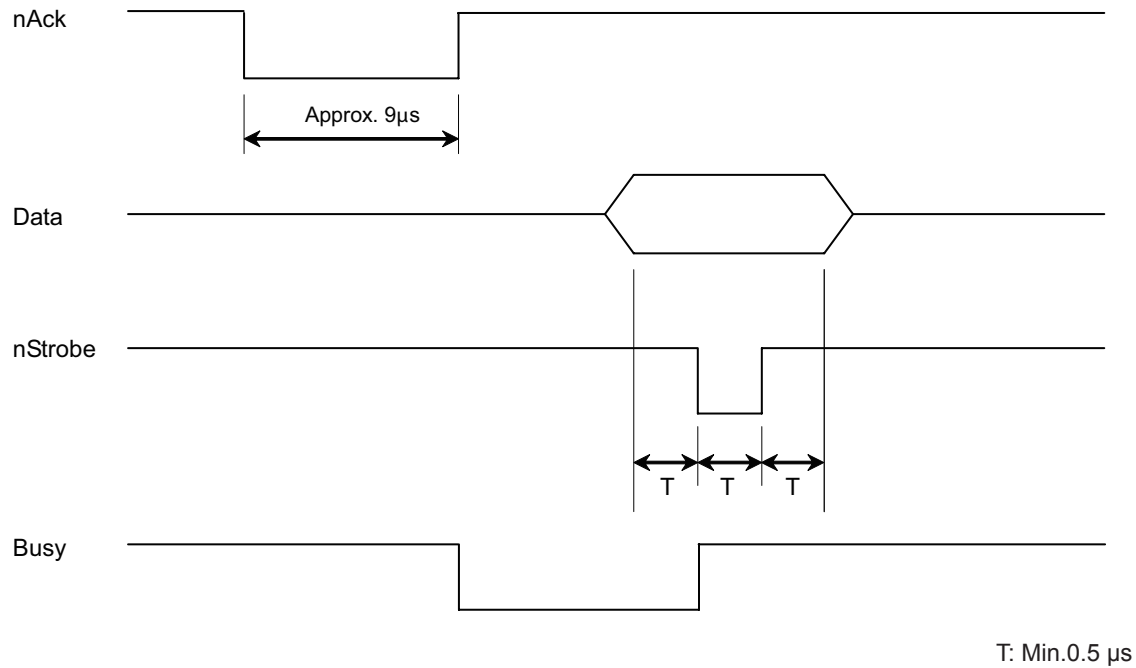 nAck
Approx. 9µs
Data
nStrobe
T T T
Busy
T: Min.0.5 µs